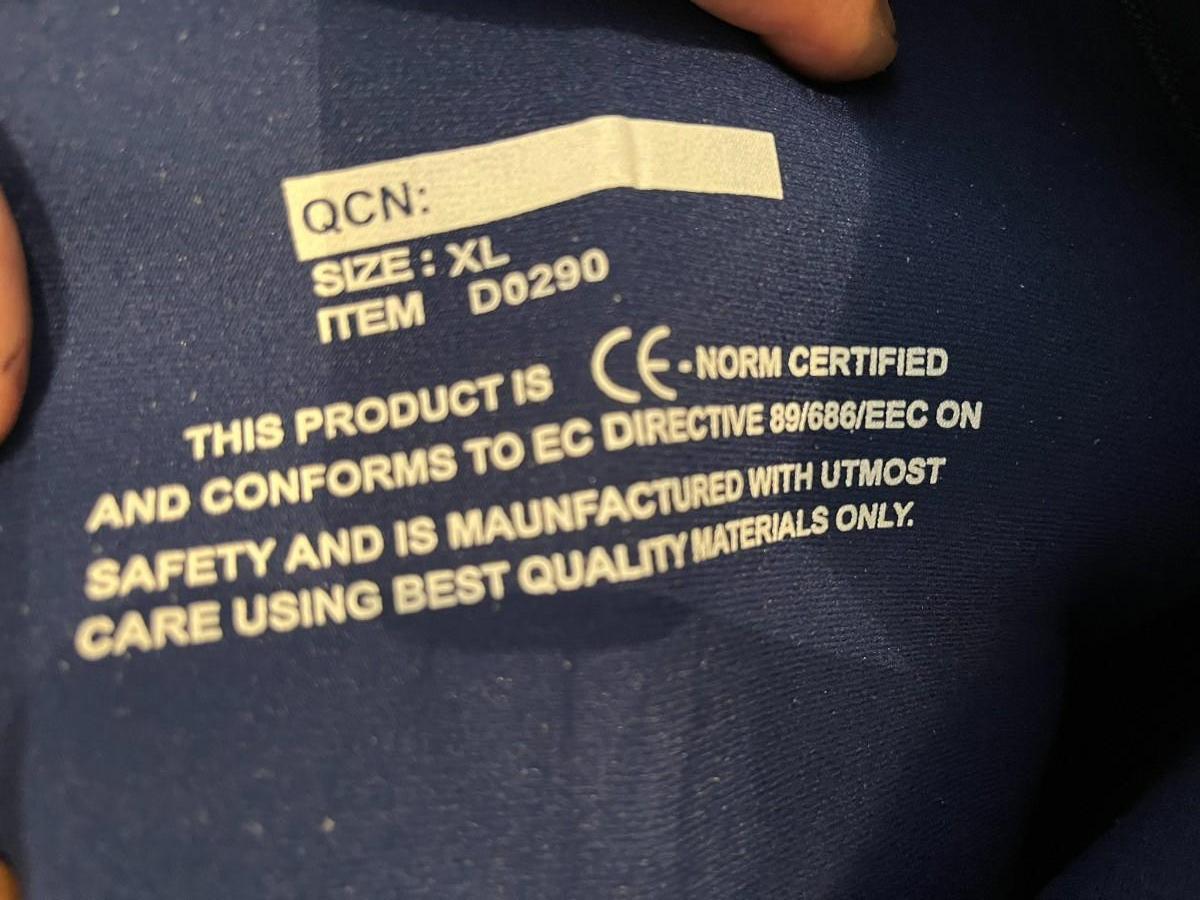 QCN:
SIZE: XL
ITEM D0290
THIS PRODUCT IS CE-NORM CERTIFIED
AND CONFORMS TO EC DIRECTIVE 89/686/EEC ON
SAFETY AND IS MAUNFACTURED WITH UTMOST
CARE USING BEST QUALITY MATERIALS ONLY.